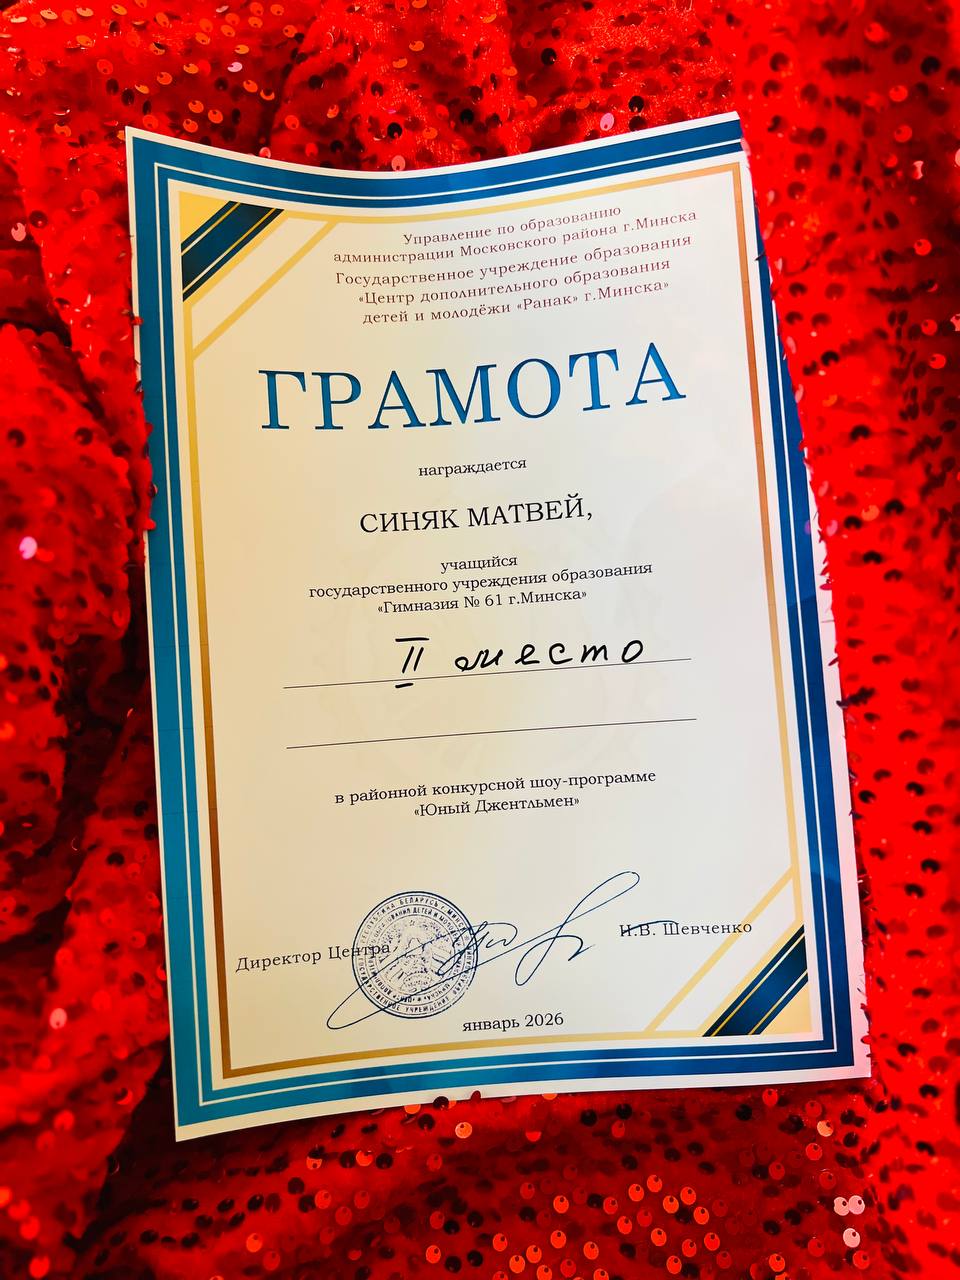 Управление по образованию
администрации Московского района г.Минска
Государственное учреждение образования
«Центр дополнительного образования
детей и молодёжи «Ранак» г.Минска»
ГРАМОТА
награждается
СИНЯК МАТВЕЙ,
учащийся
государственного учреждения образования
«Гимназия № 61 г.Минска»
II место
в районной конкурсной шоу-программе
«Юный Джентльмен»
Директор Центра
Н.В. Шевченко
январь 2026